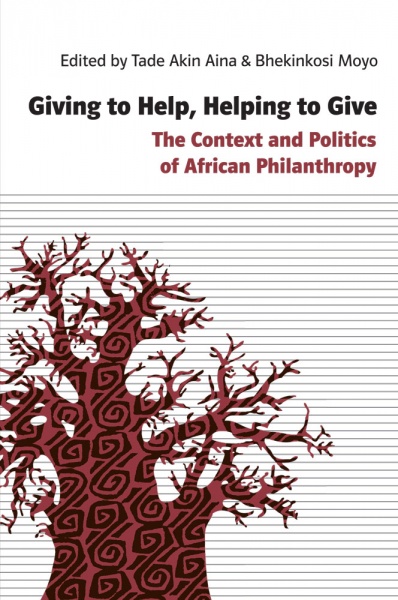 Edited by Tade Akin Aina & Bhekinkosi Moyo
Giving to Help, Helping to Give
The Context and Politics
of African Philanthropy